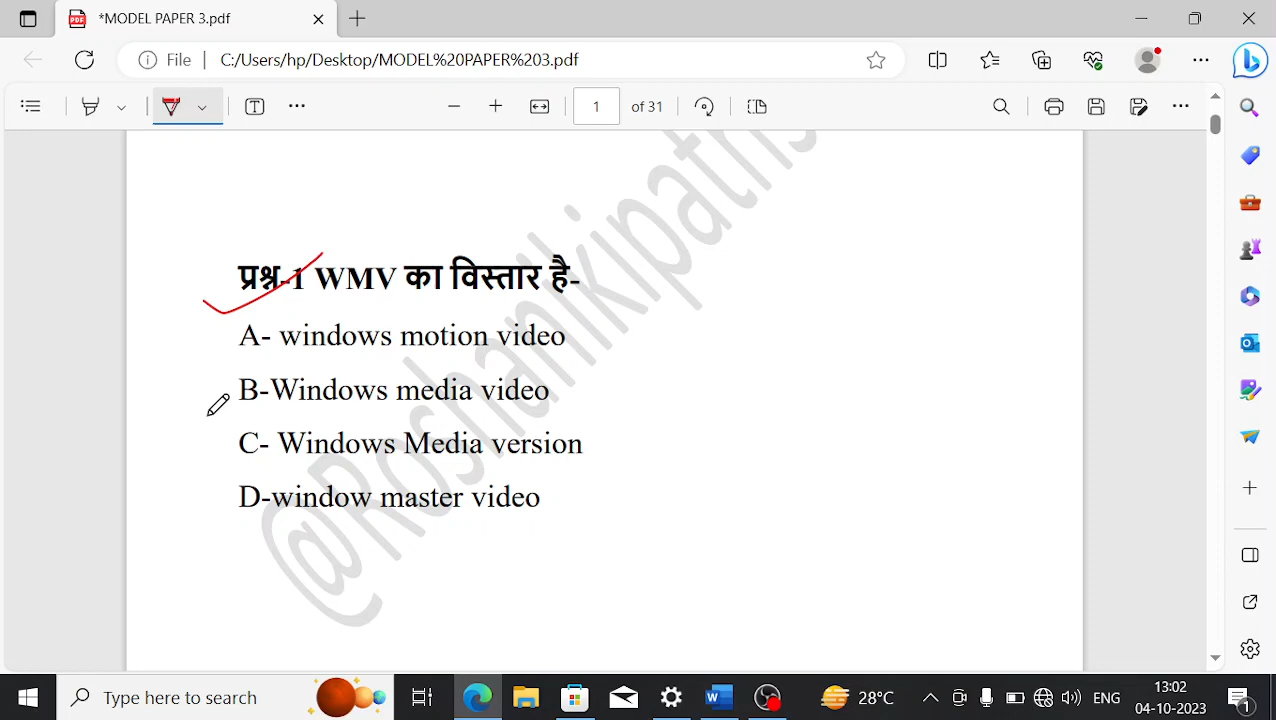 *MODEL PAPER 3.pdf
File
C:/Users/hp/Desktop/MODEL%20PAPER%203.pdf
1 of 31
@Roshanikipaths
प्रश्न-1 WMV का विस्तार है-
A- windows motion video
B-Windows media video
C- Windows Media version
D-window master video
Type here to search
28°C
ENG
13:02
04-10-2023
1